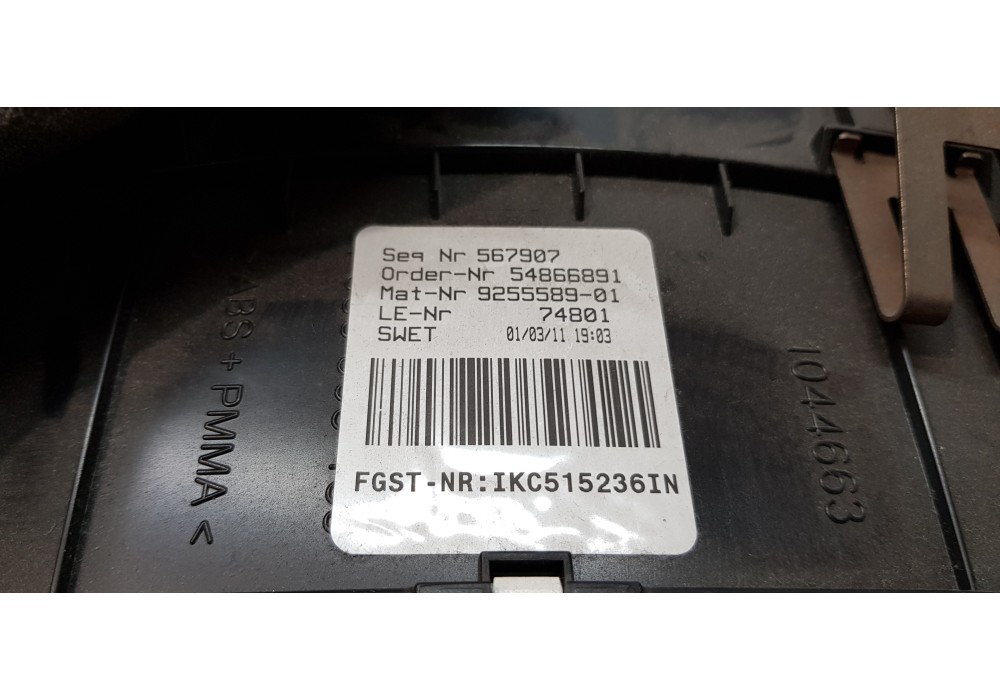 Seq Nr 567907
Order-Nr 54866891
Mat-Nr 9255589-01
LE-Nr 74801
SWET 01/03/11 19:03
FGST-NR:IKC515236IN
ABS+PMMA<
1044663